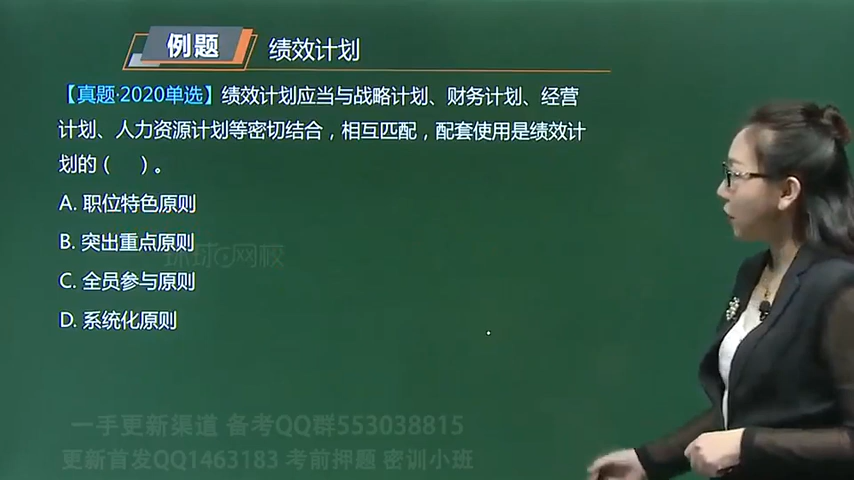 例题 绩效计划
【真题·2020单选】绩效计划应当与战略计划、财务计划、经营
计划、人力资源计划等密切结合，相互匹配，配套使用是绩效计
划的（ ）。
A. 职位特色原则
B. 突出重点原则
环球网校
C. 全员参与原则
D. 系统化原则
一手更新渠道 备考QQ群553038815
更新首发QQ1463183 考前押题 密训小班